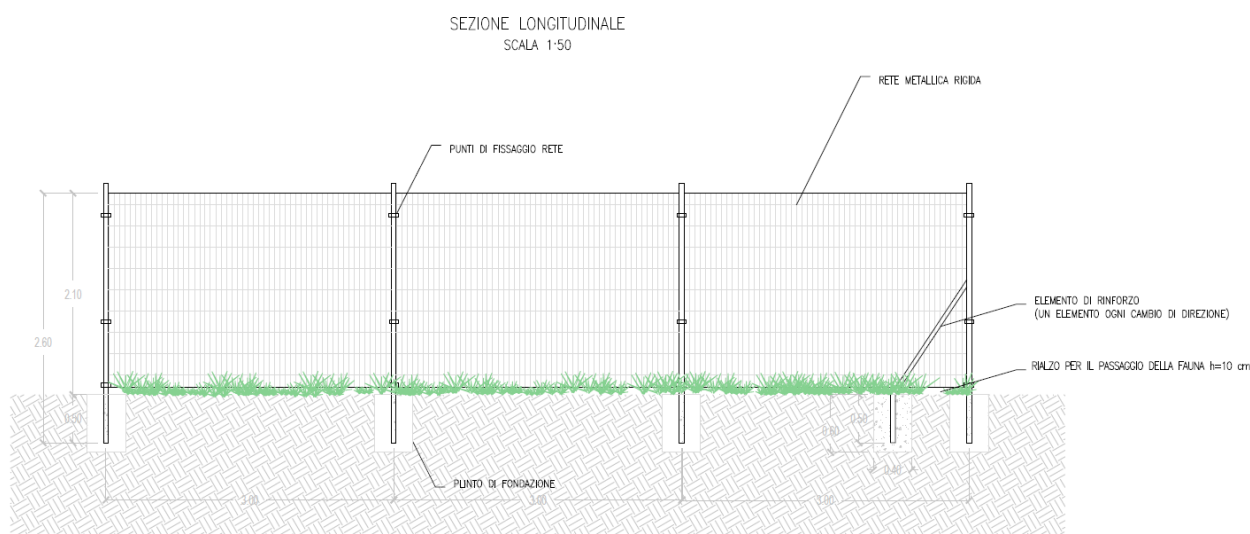 SEZIONE LONGITUDINALE
SCALA 1:50
RETE METALLICA RIGIDA
PUNTI DI FISSAGGIO RETE
2.10
ELEMENTO DI RINFORZO
(UN ELEMENTO OGNI CAMBIO DI DIREZIONE)
2.60
RIALZO PER IL PASSAGGIO DELLA FAUNA h=10 cm
0.50
0.50
0.60
0.40
PLINTO DI FONDAZIONE
3.00
3.00
3.00